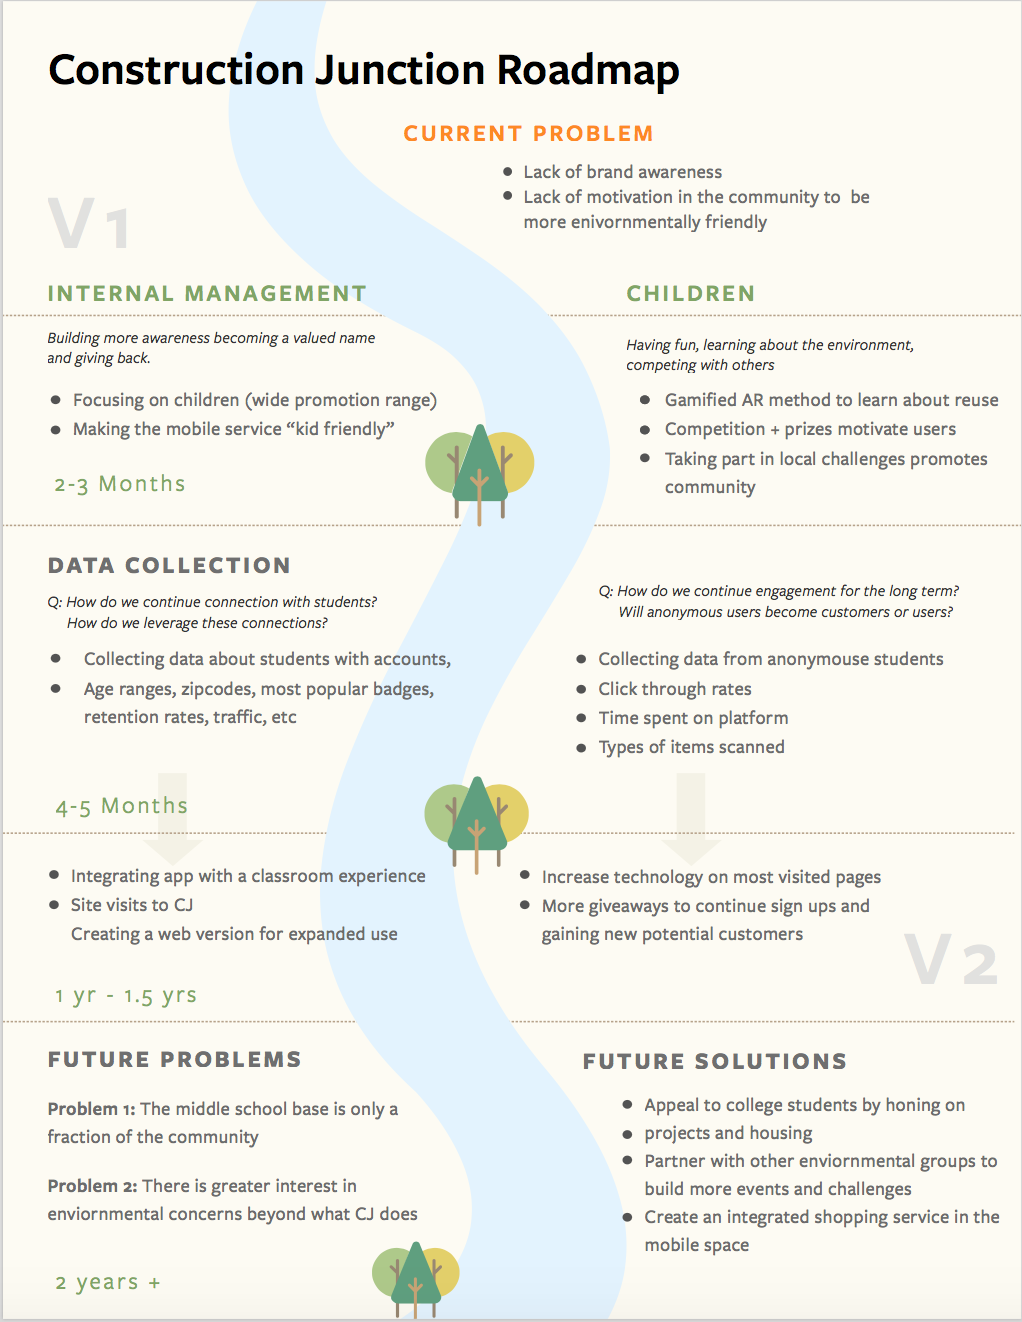 Construction Junction Roadmap
CURRENT PROBLEM
Lack of brand awareness
Lack of motivation in the community to be
more enivornmentally friendly
V1
INTERNAL MANAGEMENT
Building more awareness becoming a valued name
and giving back.
Focusing on children (wide promotion range)
Making the mobile service “kid friendly”
2-3 Months
CHILDREN
Having fun, learning about the environment,
competing with others
Gamified AR method to learn about reuse
Competition + prizes motivate users
Taking part in local challenges promotes
community
DATA COLLECTION
Q: How do we continue connection with students?
How do we leverage these connections?
Collecting data about students with accounts,
Age ranges, zipcodes, most popular badges,
retention rates, traffic, etc
4-5 Months
Q: How do we continue engagement for the long term?
Will anonymous users become customers or users?
Collecting data from anonymouse students
Click through rates
Time spent on platform
Types of items scanned
Integrating app with a classroom experience
Site visits to CJ
Creating a web version for expanded use
1 yr - 1.5 yrs
Increase technology on most visited pages
More giveaways to continue sign ups and
gaining new potential customers
V2
FUTURE PROBLEMS
Problem 1: The middle school base is only a
fraction of the community
Problem 2: There is greater interest in
enviornmental concerns beyond what CJ does
2 years +
FUTURE SOLUTIONS
Appeal to college students by honing on
projects and housing
Partner with other enviornmental groups to
build more events and challenges
Create an integrated shopping service in the
mobile space